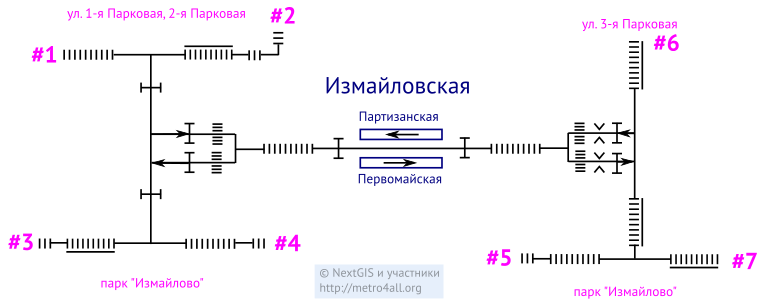 ул. 1-я Парковая, 2-я Парковая
#2
#1
ул. 3-я Парковая
#6
Измайловская
Партизанская
Первомайская
#3
#4
#5
#7
парк "Измайлово"
парк "Измайлово"
© NextGIS и участники
http://metro4all.org